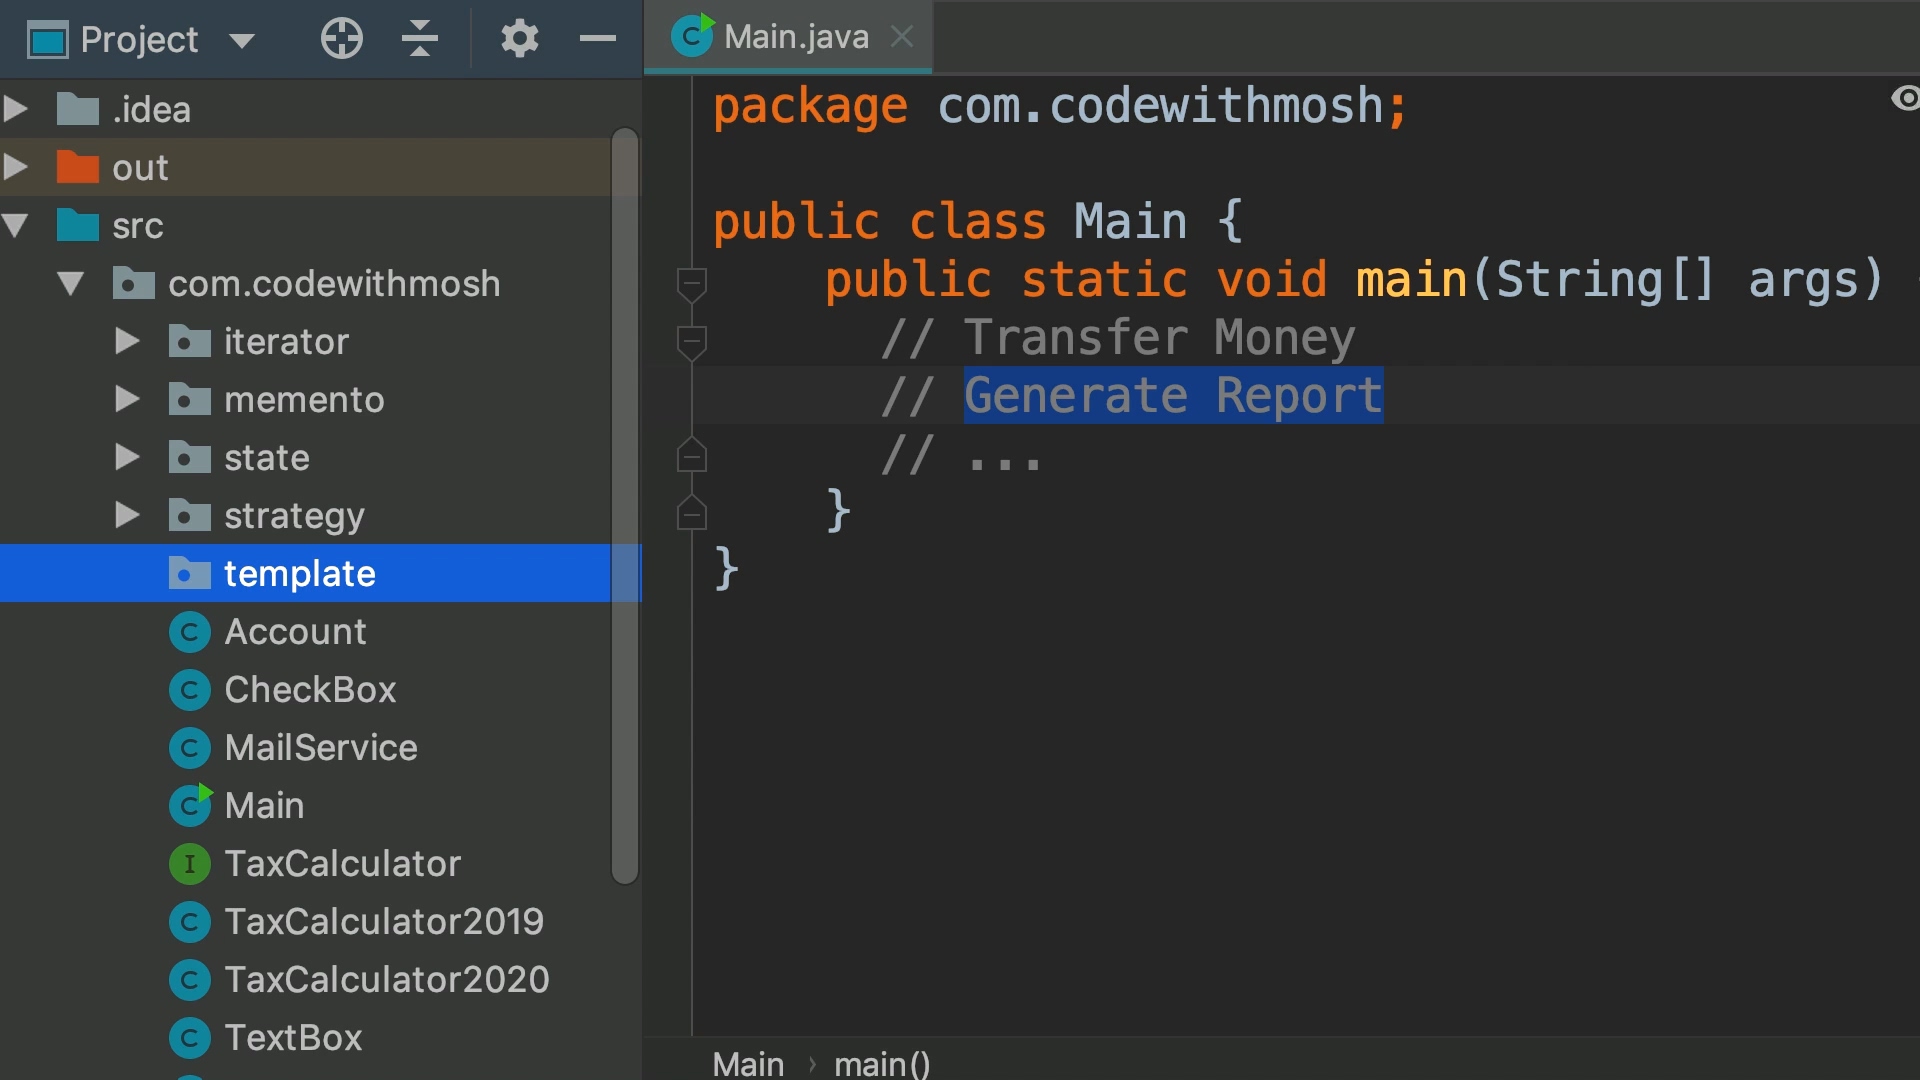 Project
.idea
out
src
com.codewithmosh
iterator
memento
state
strategy
template
C Account
C CheckBox
C MailService
C Main
I TaxCalculator
C TaxCalculator2019
C TaxCalculator2020
C TextBox
C Main.java
package com.codewithmosh;
public class Main {
public static void main(String[] args)
// Transfer Money
// Generate Report
// ...
}
}
Main › main()